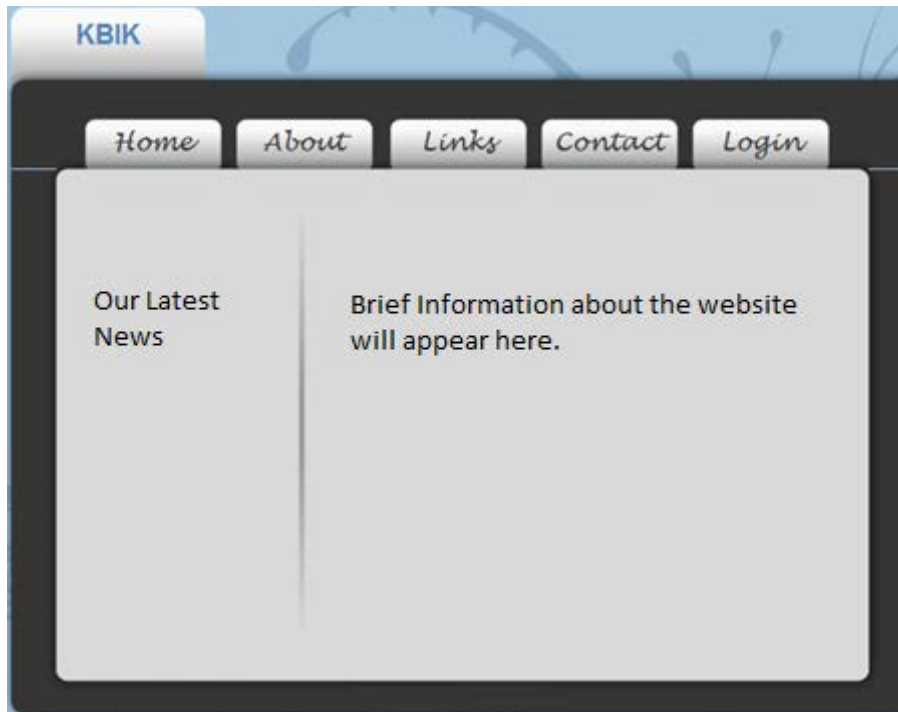 KBIK
Home About Links Contact Login
Our Latest
News
Brief Information about the website
will appear here.